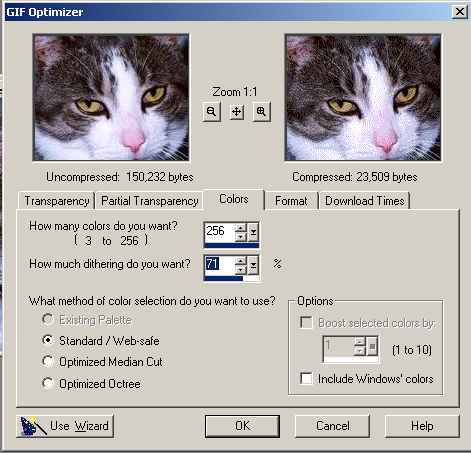 GIF Optimizer
Zoom 1:1
Uncompressed: 150,232 bytes
Compressed: 23,509 bytes
Transparency
Partial Transparency
Colors
Format
Download Times
How many colors do you want?
256
( 3 to 256 )
How much dithering do you want?
71
%
What method of color selection do you want to use?
Existing Palette
Standard / Web-safe
Optimized Median Cut
Optimized Octree
Options
Boost selected colors by:
1
(1 to 10)
Include Windows' colors
Use Wizard
OK
Cancel
Help